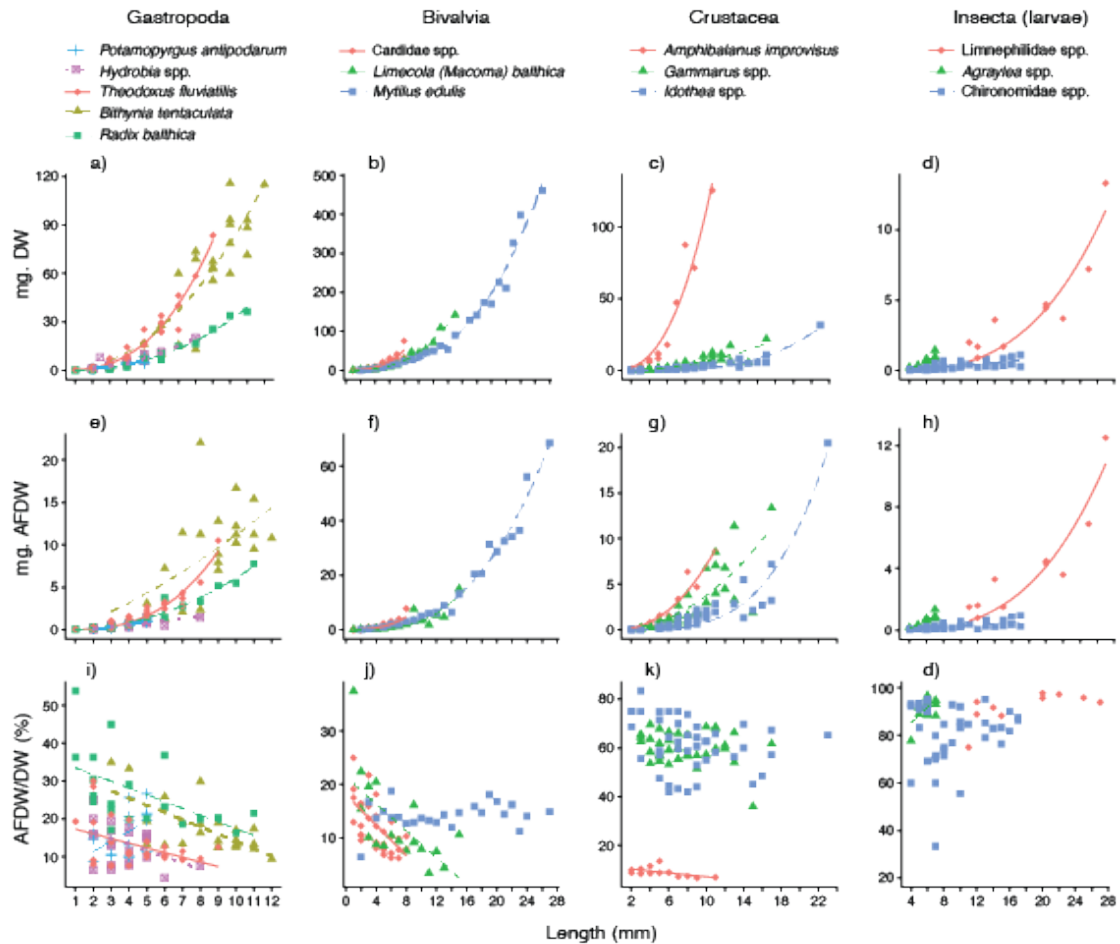 Gastropoda
Bivalvia
Crustacea
Insecta (larvae)
Potamopyrgus antipodarum
Hydrobia spp.
Theodoxus fluviatilis
Bithynia tentaculata
Radix balthica
Cardidae spp.
Limecola (Macoma) balthica
Mytilus edulis
Amphibalanus improvisus
Gammarus spp.
Idothea spp.
Limnephilidae spp.
Agraylea spp.
Chironomidae spp.
a)
b)
c)
d)
mg. DW
120
90
60
30
0
500
400
300
200
100
0
100
50
0
10
5
0
e)
f)
g)
h)
mg. AFDW
20
15
10
5
0
60
40
20
0
20
15
10
5
0
12
8
4
0
i)
j)
k)
d)
AFDW/DW (%)
50
40
30
20
10
35
30
25
20
15
10
5
0
80
60
40
20
100
80
60
40
20
1 2 3 4 5 6 7 8 9 10 11 12
0 4 8 12 16 20 24 28
2 6 10 14 18 22
4 8 12 16 20 24 28
Length (mm)